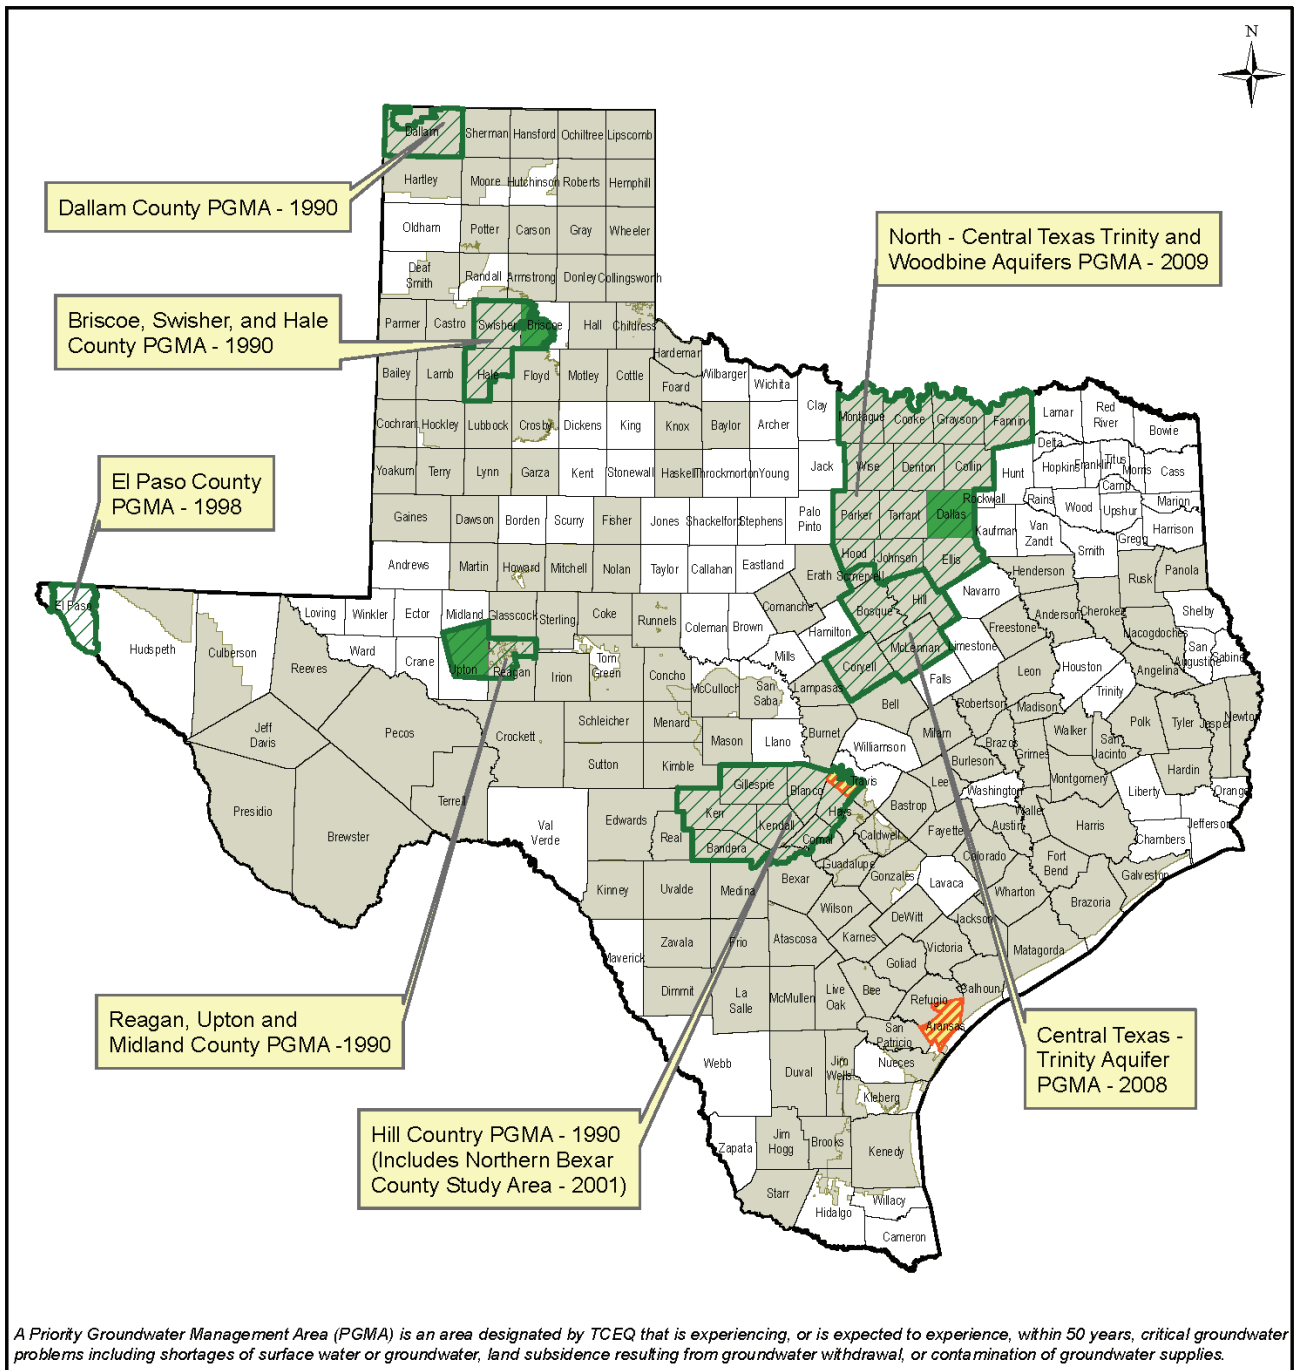 N
Dallam
Sherman Hansford Ochiltree Lipscomb
Hartley Moore Hutchinson Roberts Hemphill
Dallam County PGMA - 1990
Oldham Potter Carson Gray Wheeler
North - Central Texas Trinity and
Woodbine Aquifers PGMA - 2009
Deaf
Smith
Randall Armstrong Donley Collingsworth
Briscoe, Swisher, and Hale
County PGMA - 1990
Parmer Castro Swisher Briscoe Hall Childress
Hardeman
Bailey Lamb Hale Floyd Motley Cottle Foard Wilbarger Wichita
Clay
Montague Cooke Grayson Fannin
Lamar
Red
River
Bowie
Cochran Hockley Lubbock Crosby Dickens King Knox Baylor Archer
Delta
Yoakum Terry Lynn Garza Kent Stonewall Haskell Throckmorton Young Jack Wise Denton Collin Hunt Hopkins Franklin Titus Morris Cass
Camp
El Paso County
PGMA - 1998
Gaines Dawson Borden Scurry Fisher Jones Shackelford Stephens
Palo
Pinto
Parker Tarrant Dallas Rockwall Rains Wood Upshur Marion
Kaufman
Van
Zandt
Gregg Harrison
Smith
Andrews Martin Howard Mitchell Nolan Taylor Callahan Eastland
Hood Johnson Ellis
Erath Somervell
Henderson Rusk Panola
El Paso
Hudspeth Culberson Reeves Loving Winkler Ector Midland Glasscock Sterling Coke Runnels Coleman Brown Comanche Hamilton Bosque Hill Navarro Anderson Cherokee Shelby
Freestone Nacogdoches
Ward Crane Upton Reagan Irion
Tom
Green
Concho
Mills
Coryell McLennan Limestone
Houston
San
Augustine
Sabine
Falls Leon Angelina
McCulloch
San
Saba
Lampasas
Trinity
Bell Robertson Madison
Jeff
Davis
Pecos Crockett Schleicher Menard
Mason Llano Burnet Williamson Milam Brazos Grimes Walker
San
Jacinto
Polk Tyler Jasper Newton
Sutton Kimble
Burleson
Presidio Brewster Terrell
Val
Verde
Edwards Real Kerr Gillespie Blanco Travis Lee Washington Montgomery Liberty Hardin Orange
Hays Bastrop Waller Jefferson
Kendall Comal Caldwell Fayette Austin Harris Chambers
Bandera
Guadalupe Colorado
Fort
Bend
Galveston
Kinney Uvalde Medina Bexar Gonzales Lavaca Wharton Brazoria
Wilson DeWitt Jackson
Maverick Zavala Frio Atascosa Karnes Victoria Matagorda
Goliad
Dimmit
La
Salle
McMullen
Live
Oak
Bee Refugio Calhoun
Aransas
San
Patricio
Reagan, Upton and
Midland County PGMA -1990
Central Texas -
Trinity Aquifer
PGMA - 2008
Webb Duval
Jim
Wells
Nueces
Kleberg
Hill Country PGMA - 1990
(Includes Northern Bexar
County Study Area - 2001)
Zapata
Jim
Hogg
Brooks Kenedy
Starr Hidalgo Willacy
Cameron
A Priority Groundwater Management Area (PGMA) is an area designated by TCEQ that is experiencing, or is expected to experience, within 50 years, critical groundwater
problems including shortages of surface water or groundwater, land subsidence resulting from groundwater withdrawal, or contamination of groundwater supplies.